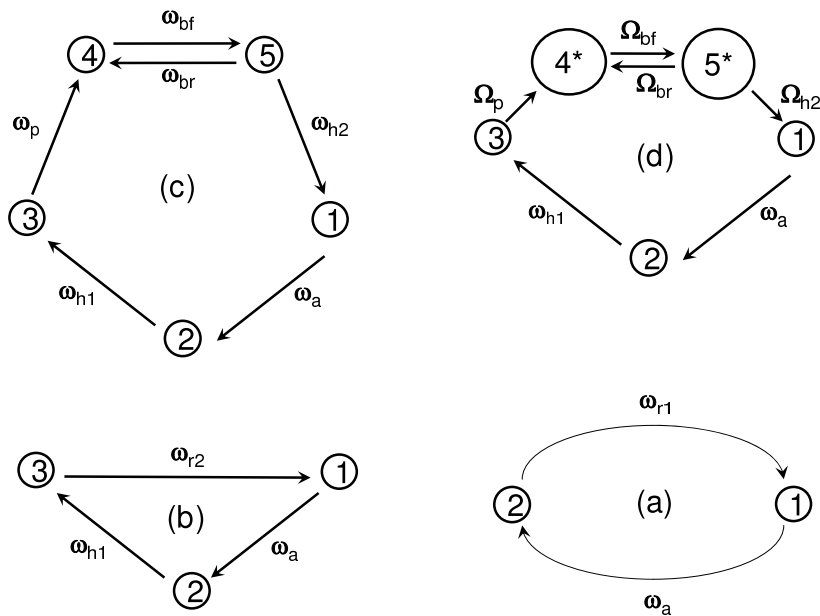 ω_bf
4 5
ω_br
ω_p ω_h2
(c)
3 1
ω_h1 ω_a
2
Ω_bf
4* 5*
Ω_br
Ω_p Ω_h2
3 1
(d)
ω_h1 ω_a
2
ω_r2
3 1
(b)
ω_h1 ω_a
2
ω_r1
2 (a) 1
ω_a